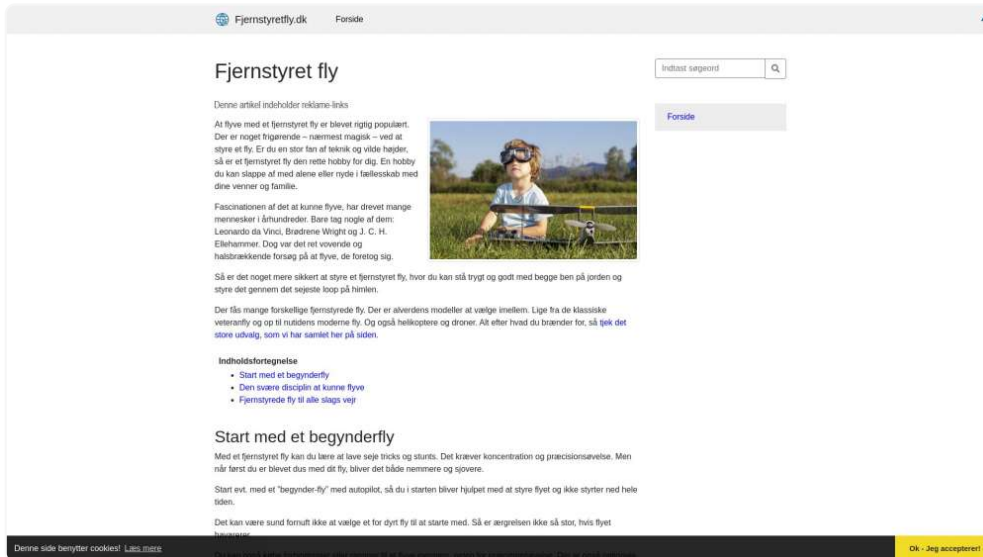 Fjernstyretfly.dk
Forside
Fjernstyret fly
Indtast søgeord
Denne artikel indeholder reklame-links
Forside
At flyve med et fjernstyret fly er blevet rigtig populært.
Der er noget frigørende – nærmest magisk – ved at
styre et fly. Er du en stor fan af teknik og vilde højder,
så er et fjernstyret fly den rette hobby for dig. En hobby
du kan slappe af med alene eller nyde i fællesskab med
dine venner og familie.
Fascinationen af det at kunne flyve, har drevet mange
mennesker i århundreder. Bare tag nogle af dem:
Leonardo da Vinci, Brødrene Wright og J. C. H.
Ellehammer. Dog var det ret vovende og
halsbrækkende forsøg på at flyve, de foretog sig.
Så er det noget mere sikkert at styre et fjernstyret fly, hvor du kan stå trygt og godt med begge ben på jorden og
styre det gennem det sejeste loop på himlen.
Der fås mange forskellige fjernstyrede fly. Der er alverdens modeller at vælge imellem. Lige fra de klassiske
veteranfly og op til nutidens moderne fly. Og også helikoptere og droner. Alt efter hvad du brænder for, så tjek det
store udvalg, som vi har samlet her på siden.
Indholdsfortegnelse
Start med et begynderfly
Den svære disciplin at kunne flyve
Fjernstyrede fly til alle slags vejr
Start med et begynderfly
Med et fjernstyret fly kan du lære at lave seje tricks og stunts. Det kræver koncentration og præcisionsøvelse. Men
når først du er blevet dus med dit fly, bliver det både nemmere og sjovere.
Start evt. med et "begynder-fly" med autopilot, så du i starten bliver hjulpet med at styre flyet og ikke styrter ned hele
tiden.
Det kan være sund fornuft ikke at vælge et for dyrt fly til at starte med. Så er ærgrelsen ikke så stor, hvis flyet
Denne side benytter cookies! Læs mere
Ok - Jeg accepterer!